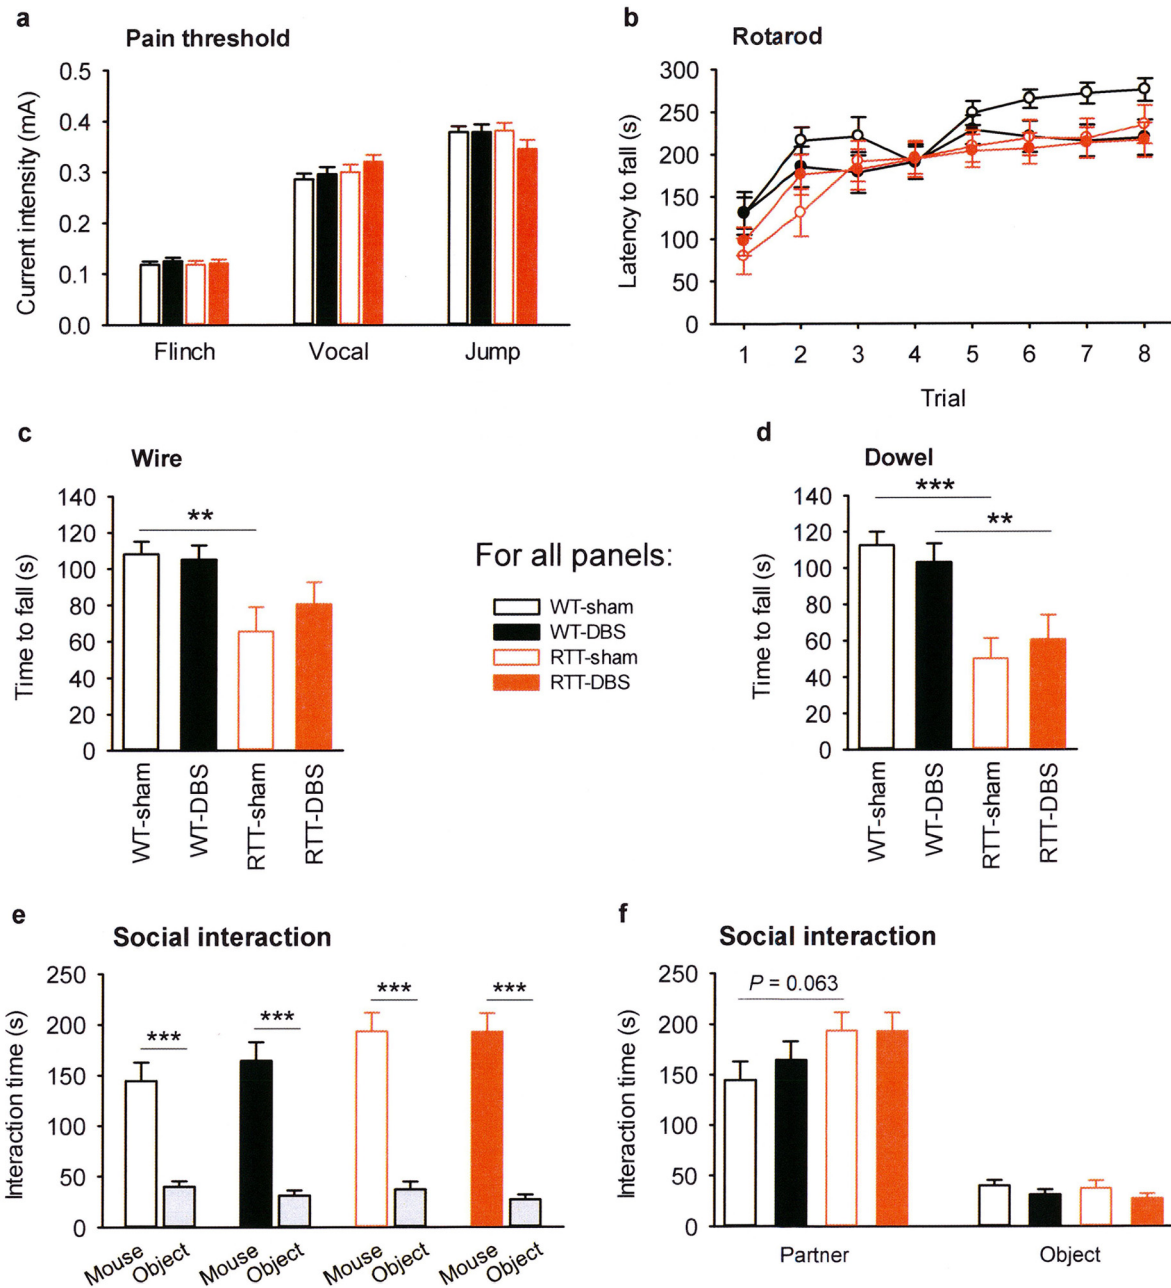 a
Pain threshold
Current intensity (mA)
0.5
0.4
0.3
0.2
0.1
0.0
Flinch Vocal Jump
b
Rotarod
Latency to fall (s)
300
250
200
150
100
50
0
1 2 3 4 5 6 7 8
Trial
c
Wire
Time to fall (s)
140
120
100
80
60
40
20
0
**
WT-sham
WT-DBS
RTT-sham
RTT-DBS
For all panels:
WT-sham
WT-DBS
RTT-sham
RTT-DBS
d
Dowel
Time to fall (s)
140
120
100
80
60
40
20
0
***
**
WT-sham
WT-DBS
RTT-sham
RTT-DBS
e
Social interaction
Interaction time (s)
250
200
150
100
50
0
*** *** *** ***
Mouse Object Mouse Object Mouse Object Mouse Object
f
Social interaction
Interaction time (s)
250
200
150
100
50
0
P = 0.063
Partner Object